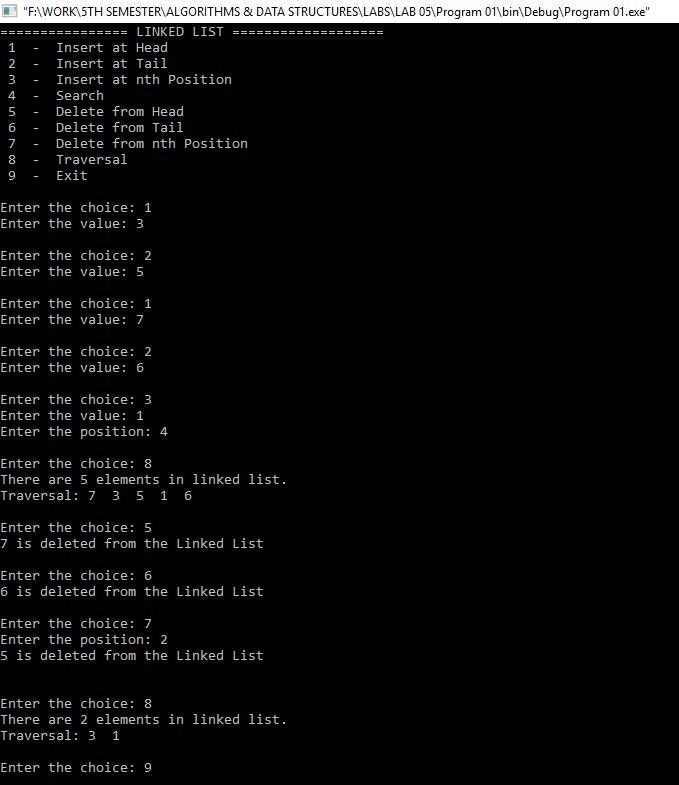 "F:\WORK\5TH SEMESTER\ALGORITHMS & DATA STRUCTURES\LABS\LAB 05\Program 01\bin\Debug\Program 01.exe"
================ LINKED LIST ===================
1 - Insert at Head
2 - Insert at Tail
3 - Insert at nth Position
4 - Search
5 - Delete from Head
6 - Delete from Tail
7 - Delete from nth Position
8 - Traversal
9 - Exit
Enter the choice: 1
Enter the value: 3
Enter the choice: 2
Enter the value: 5
Enter the choice: 1
Enter the value: 7
Enter the choice: 2
Enter the value: 6
Enter the choice: 3
Enter the value: 1
Enter the position: 4
Enter the choice: 8
There are 5 elements in linked list.
Traversal: 7 3 5 1 6
Enter the choice: 5
7 is deleted from the Linked List
Enter the choice: 6
6 is deleted from the Linked List
Enter the choice: 7
Enter the position: 2
5 is deleted from the Linked List
Enter the choice: 8
There are 2 elements in linked list.
Traversal: 3 1
Enter the choice: 9